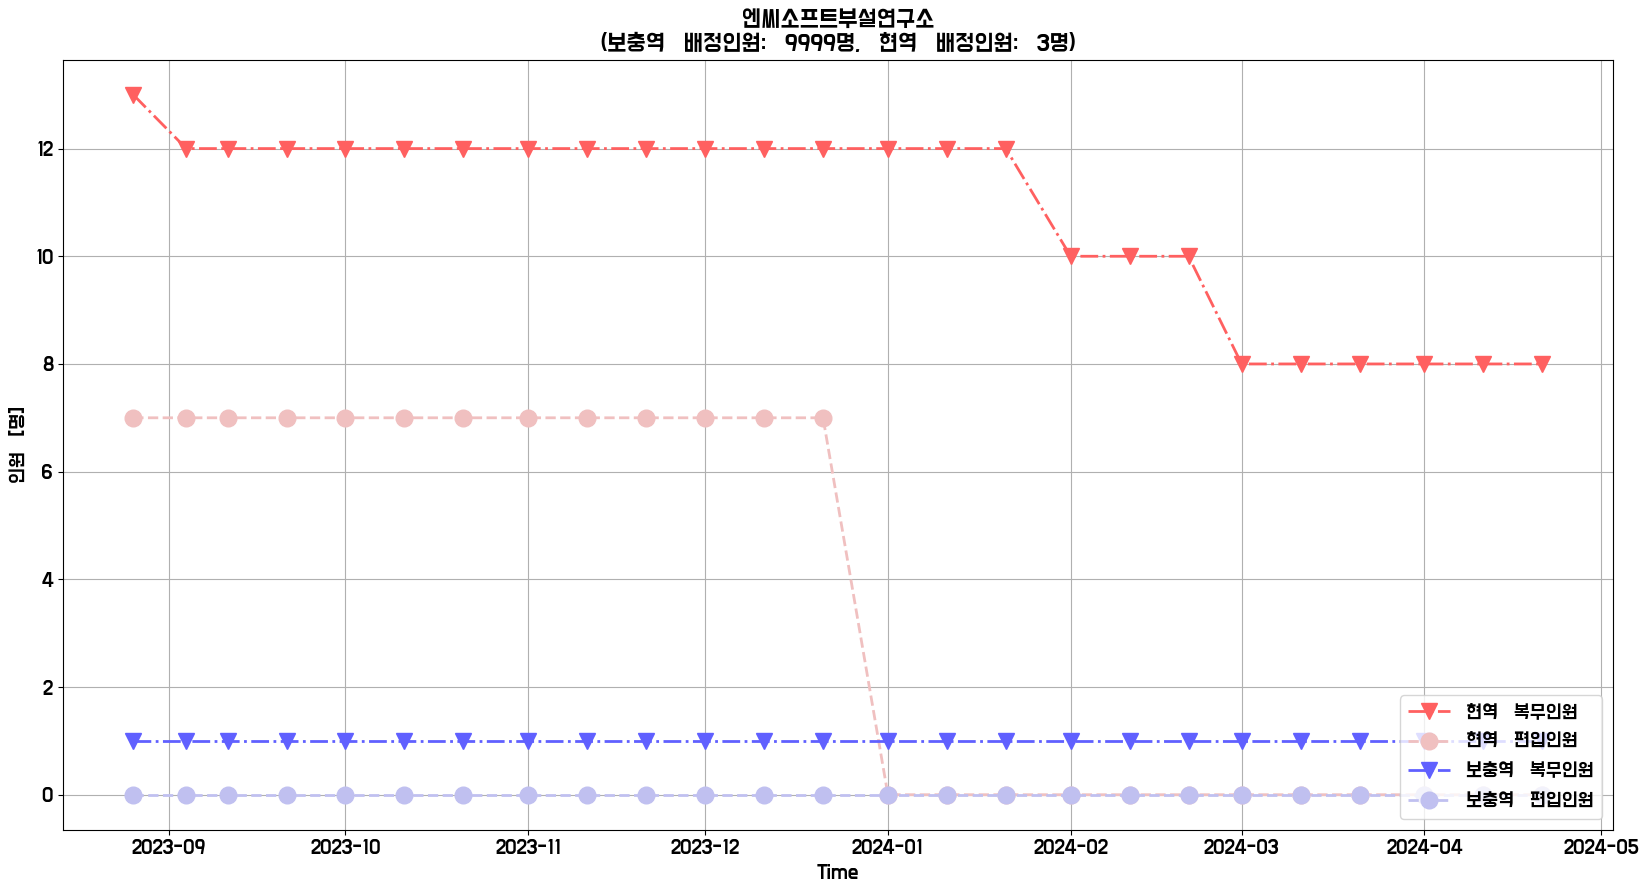 엔씨소프트부설연구소
(보충역 배정인원: 9999명, 현역 배정인원: 3명)
12
10
8
6
4
2
0
인원 [명]
현역 복무인원
현역 편입인원
보충역 복무인원
보충역 편입인원
2023-09 2023-10 2023-11 2023-12 2024-01 2024-02 2024-03 2024-04 2024-05
Time